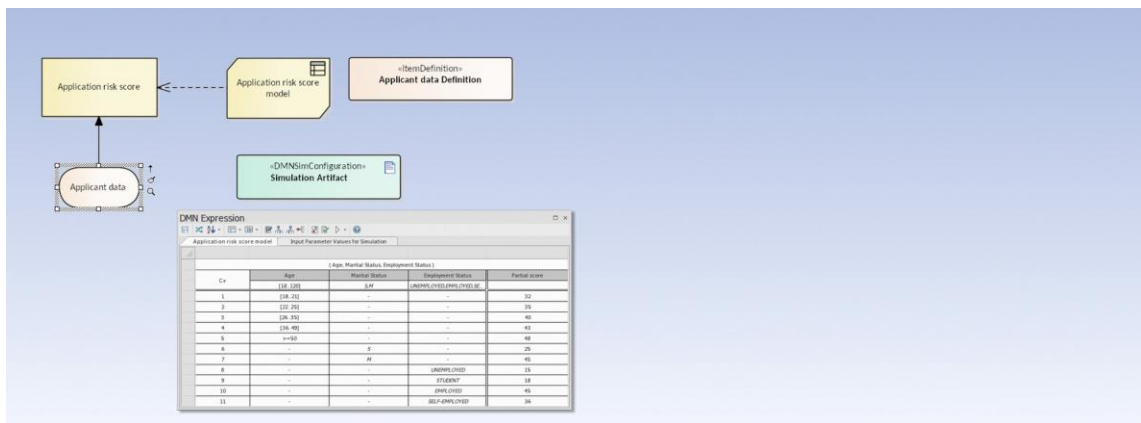 «ItemDefinition»
Applicant data Definition
Application risk score
Application risk score
model
«DMNSimConfiguration»
Simulation Artifact
Applicant data
DMN Expression
Application risk score model Input Parameter Values for Simulation
( Age, Marital Status, Employment Status )
C+ Age Marital Status Employment Status Partial score
[18..120] S,M UNEMPLOYED,EMPLOYED,SE...
1 [18..21] - - 32
2 [22..25] - - 35
3 [26..35] - - 40
4 [36..49] - - 43
5 >=50 - - 48
6 - S - 25
7 - M - 45
8 - - UNEMPLOYED 15
9 - - STUDENT 18
10 - - EMPLOYED 45
11 - - SELF-EMPLOYED 36